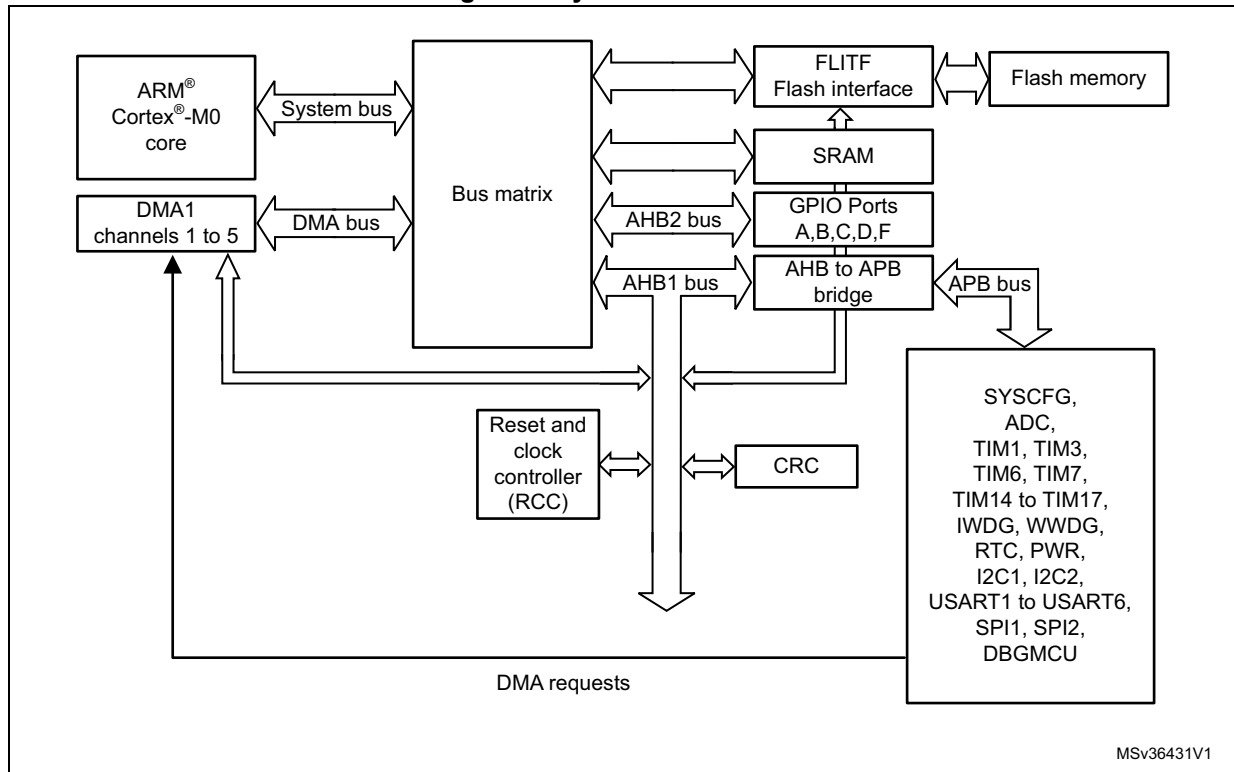 ARM®
Cortex®-M0
core
System bus
Bus matrix
FLITF
Flash interface
Flash memory
SRAM
DMA1
channels 1 to 5
DMA bus
AHB2 bus
GPIO Ports
A,B,C,D,F
AHB1 bus
AHB to APB
bridge
APB bus
Reset and
clock
controller
(RCC)
CRC
SYSCFG,
ADC,
TIM1, TIM3,
TIM6, TIM7,
TIM14 to TIM17,
IWDG, WWDG,
RTC, PWR,
I2C1, I2C2,
USART1 to USART6,
SPI1, SPI2,
DBGMCU
DMA requests
MSv36431V1